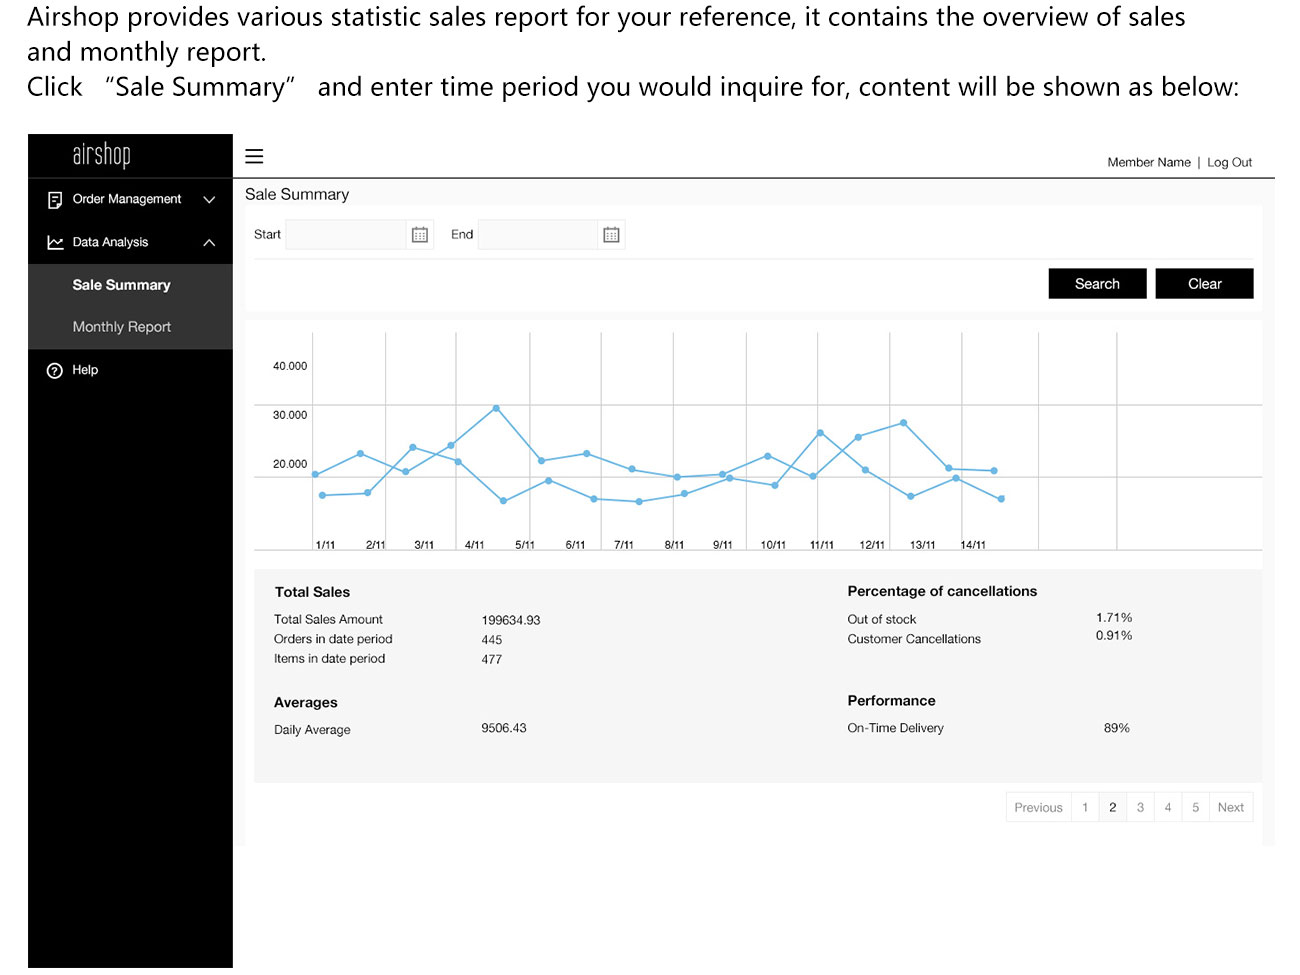 Airshop provides various statistic sales report for your reference, it contains the overview of sales
and monthly report.
Click “Sale Summary” and enter time period you would inquire for, content will be shown as below:
airshop
Member Name | Log Out
Order Management
Data Analysis
Sale Summary
Monthly Report
Help
Sale Summary
Start End
Search Clear
40.000
30.000
20.000
1/11 2/11 3/11 4/11 5/11 6/11 7/11 8/11 9/11 10/11 11/11 12/11 13/11 14/11
Total Sales
Total Sales Amount 199634.93
Orders in date period 445
Items in date period 477
Averages
Daily Average 9506.43
Percentage of cancellations
Out of stock 1.71%
Customer Cancellations 0.91%
Performance
On-Time Delivery 89%
Previous 1 2 3 4 5 Next